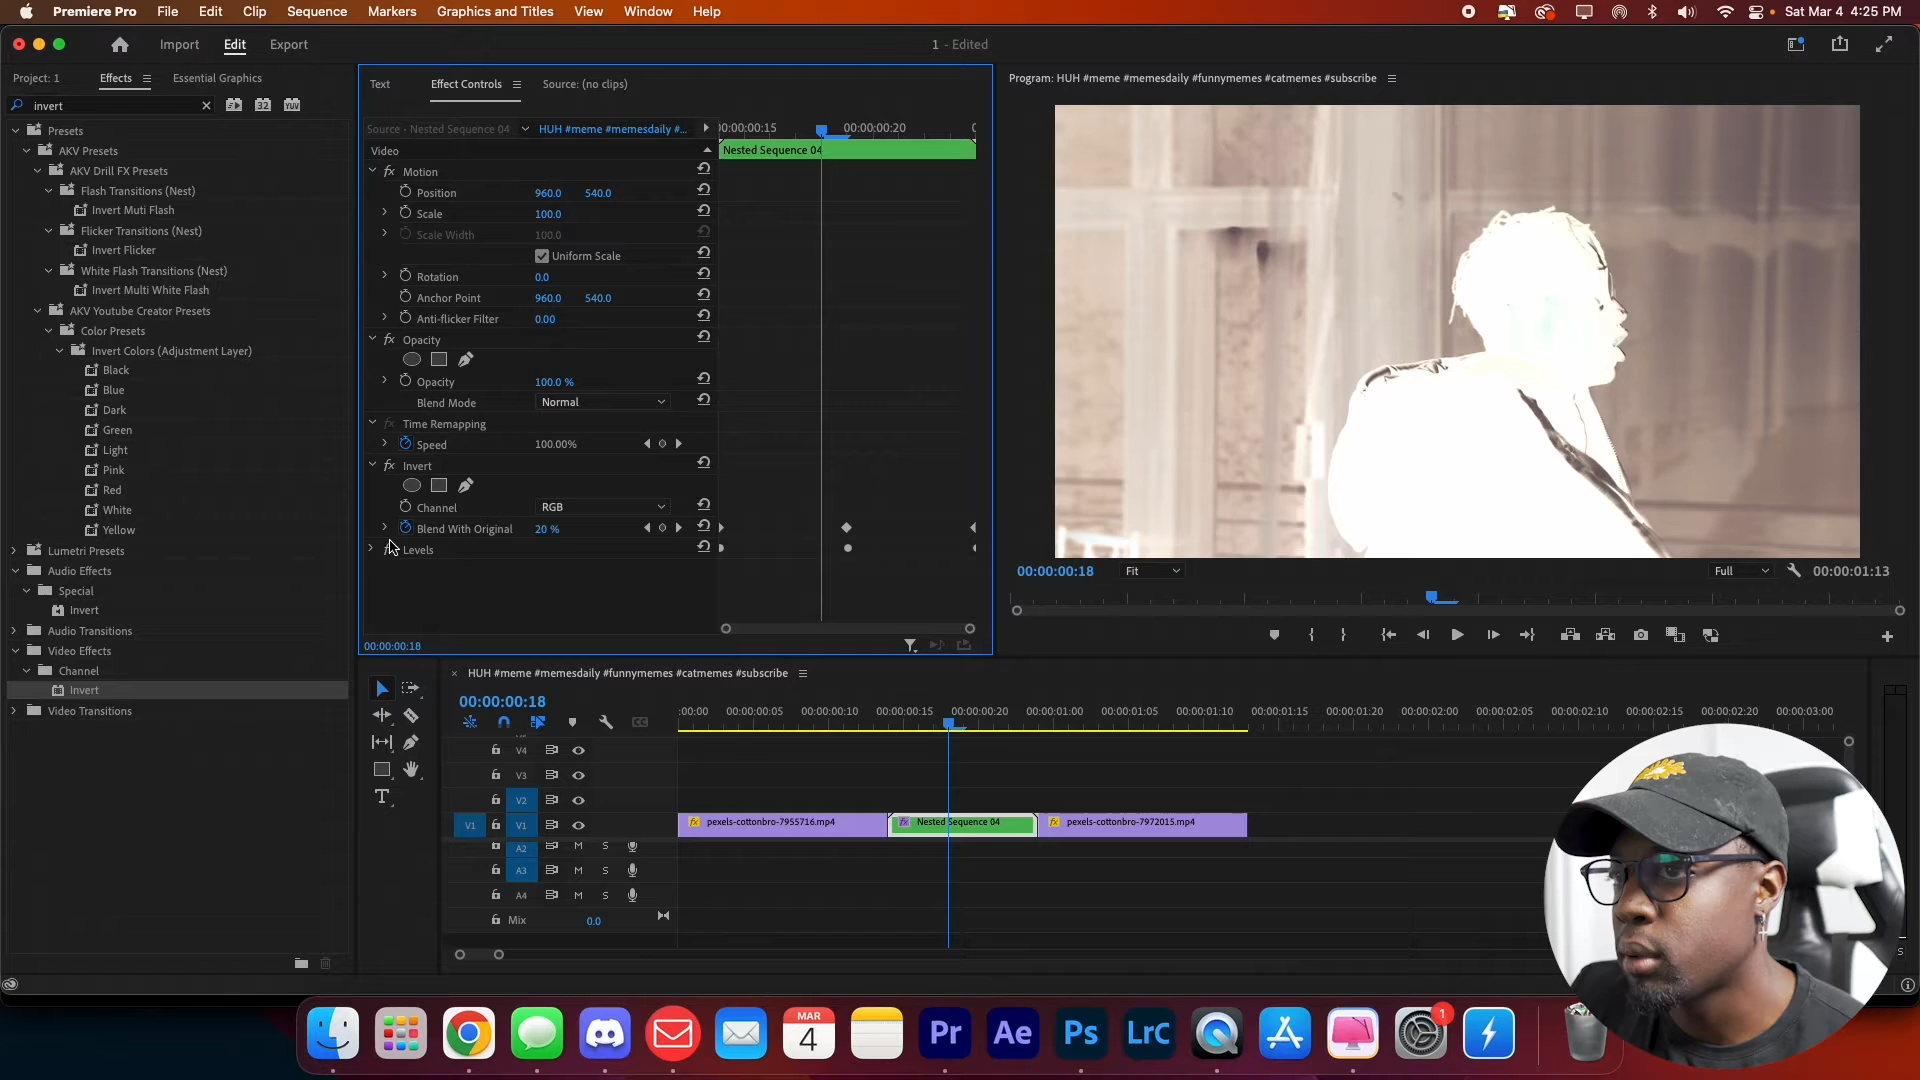 Premiere Pro File Edit Clip Sequence Markers Graphics and Titles View Window Help Sat Mar 4 4:25 PM
Import Edit Export 1 - Edited
Project: 1 Effects Essential Graphics
invert
Presets
AKV Presets
AKV Drill FX Presets
Flash Transitions (Nest)
Invert Muti Flash
Flicker Transitions (Nest)
Invert Flicker
White Flash Transitions (Nest)
Invert Multi White Flash
AKV Youtube Creator Presets
Color Presets
Invert Colors (Adjustment Layer)
Black
Blue
Dark
Green
Light
Pink
Red
White
Yellow
Lumetri Presets
Audio Effects
Special
Invert
Audio Transitions
Video Effects
Channel
Invert
Video Transitions
Text Effect Controls Source: (no clips)
Source - Nested Sequence 04 HUH #meme #memesdaily #... 00:00:00:15 00:00:00:20
Video Nested Sequence 04
fx Motion
Position 960.0 540.0
Scale 100.0
Scale Width 100.0
Uniform Scale
Rotation 0.0
Anchor Point 960.0 540.0
Anti-flicker Filter 0.00
fx Opacity
Opacity 100.0 %
Blend Mode Normal
fx Time Remapping
Speed 100.00%
fx Invert
Channel RGB
Blend With Original 20 %
Levels
00:00:00:18
Program: HUH #meme #memesdaily #funnymemes #catmemes #subscribe
00:00:00:18 Fit Full 00:00:01:13
HUH #meme #memesdaily #funnymemes #catmemes #subscribe
00:00:00:18
:00:00 00:00:00:05 00:00:00:10 00:00:00:15 00:00:00:20 00:00:01:00 00:00:01:05 00:00:01:10 00:00:01:15 00:00:01:20 00:00:02:00 00:00:02:05 00:00:02:10 00:00:02:15 00:00:02:20 00:00:03:00
V4
V3
V2
V1 V1 fx pexels-cottonbro-7955716.mp4 fx Nested Sequence 04 fx pexels-cottonbro-7972015.mp4
A2 M S
A3 M S
A4 M S
Mix 0.0
MAR
4
Pr Ae Ps Lrc 1